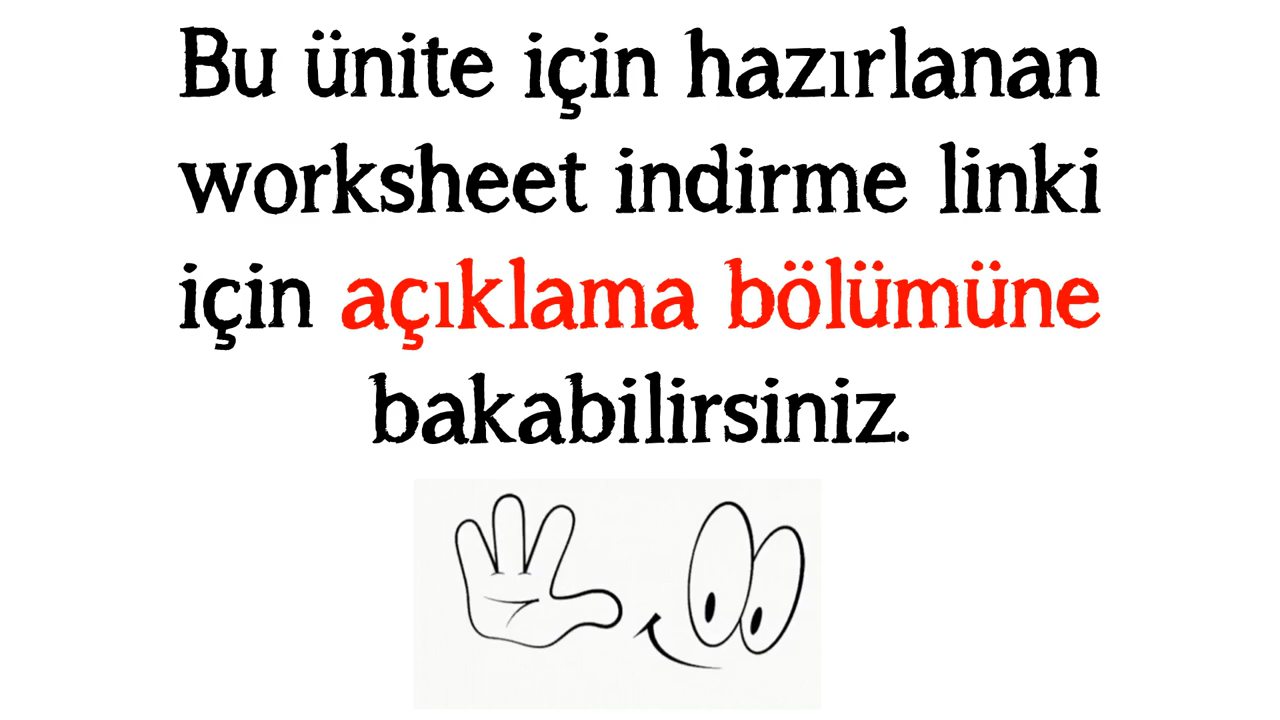 Bu ünite için hazırlanan
worksheet indirme linki
için açıklama bölümüne
bakabilirsiniz.